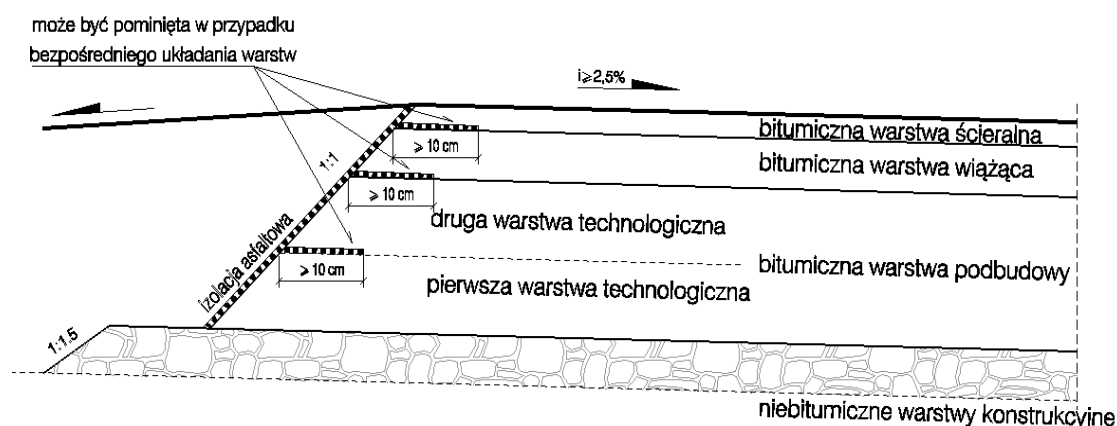 może być pominięta w przypadku
bezpośredniego układania warstw
i⩾2,5%
bitumiczna warstwa ścieralna
⩾ 10 cm
1:1
bitumiczna warstwa wiążąca
⩾ 10 cm
druga warstwa technologiczna
izolacja asfaltowa
⩾ 10 cm
bitumiczna warstwa podbudowy
pierwsza warstwa technologiczna
1:1.5
niebitumiczne warstwy konstrukcyjne